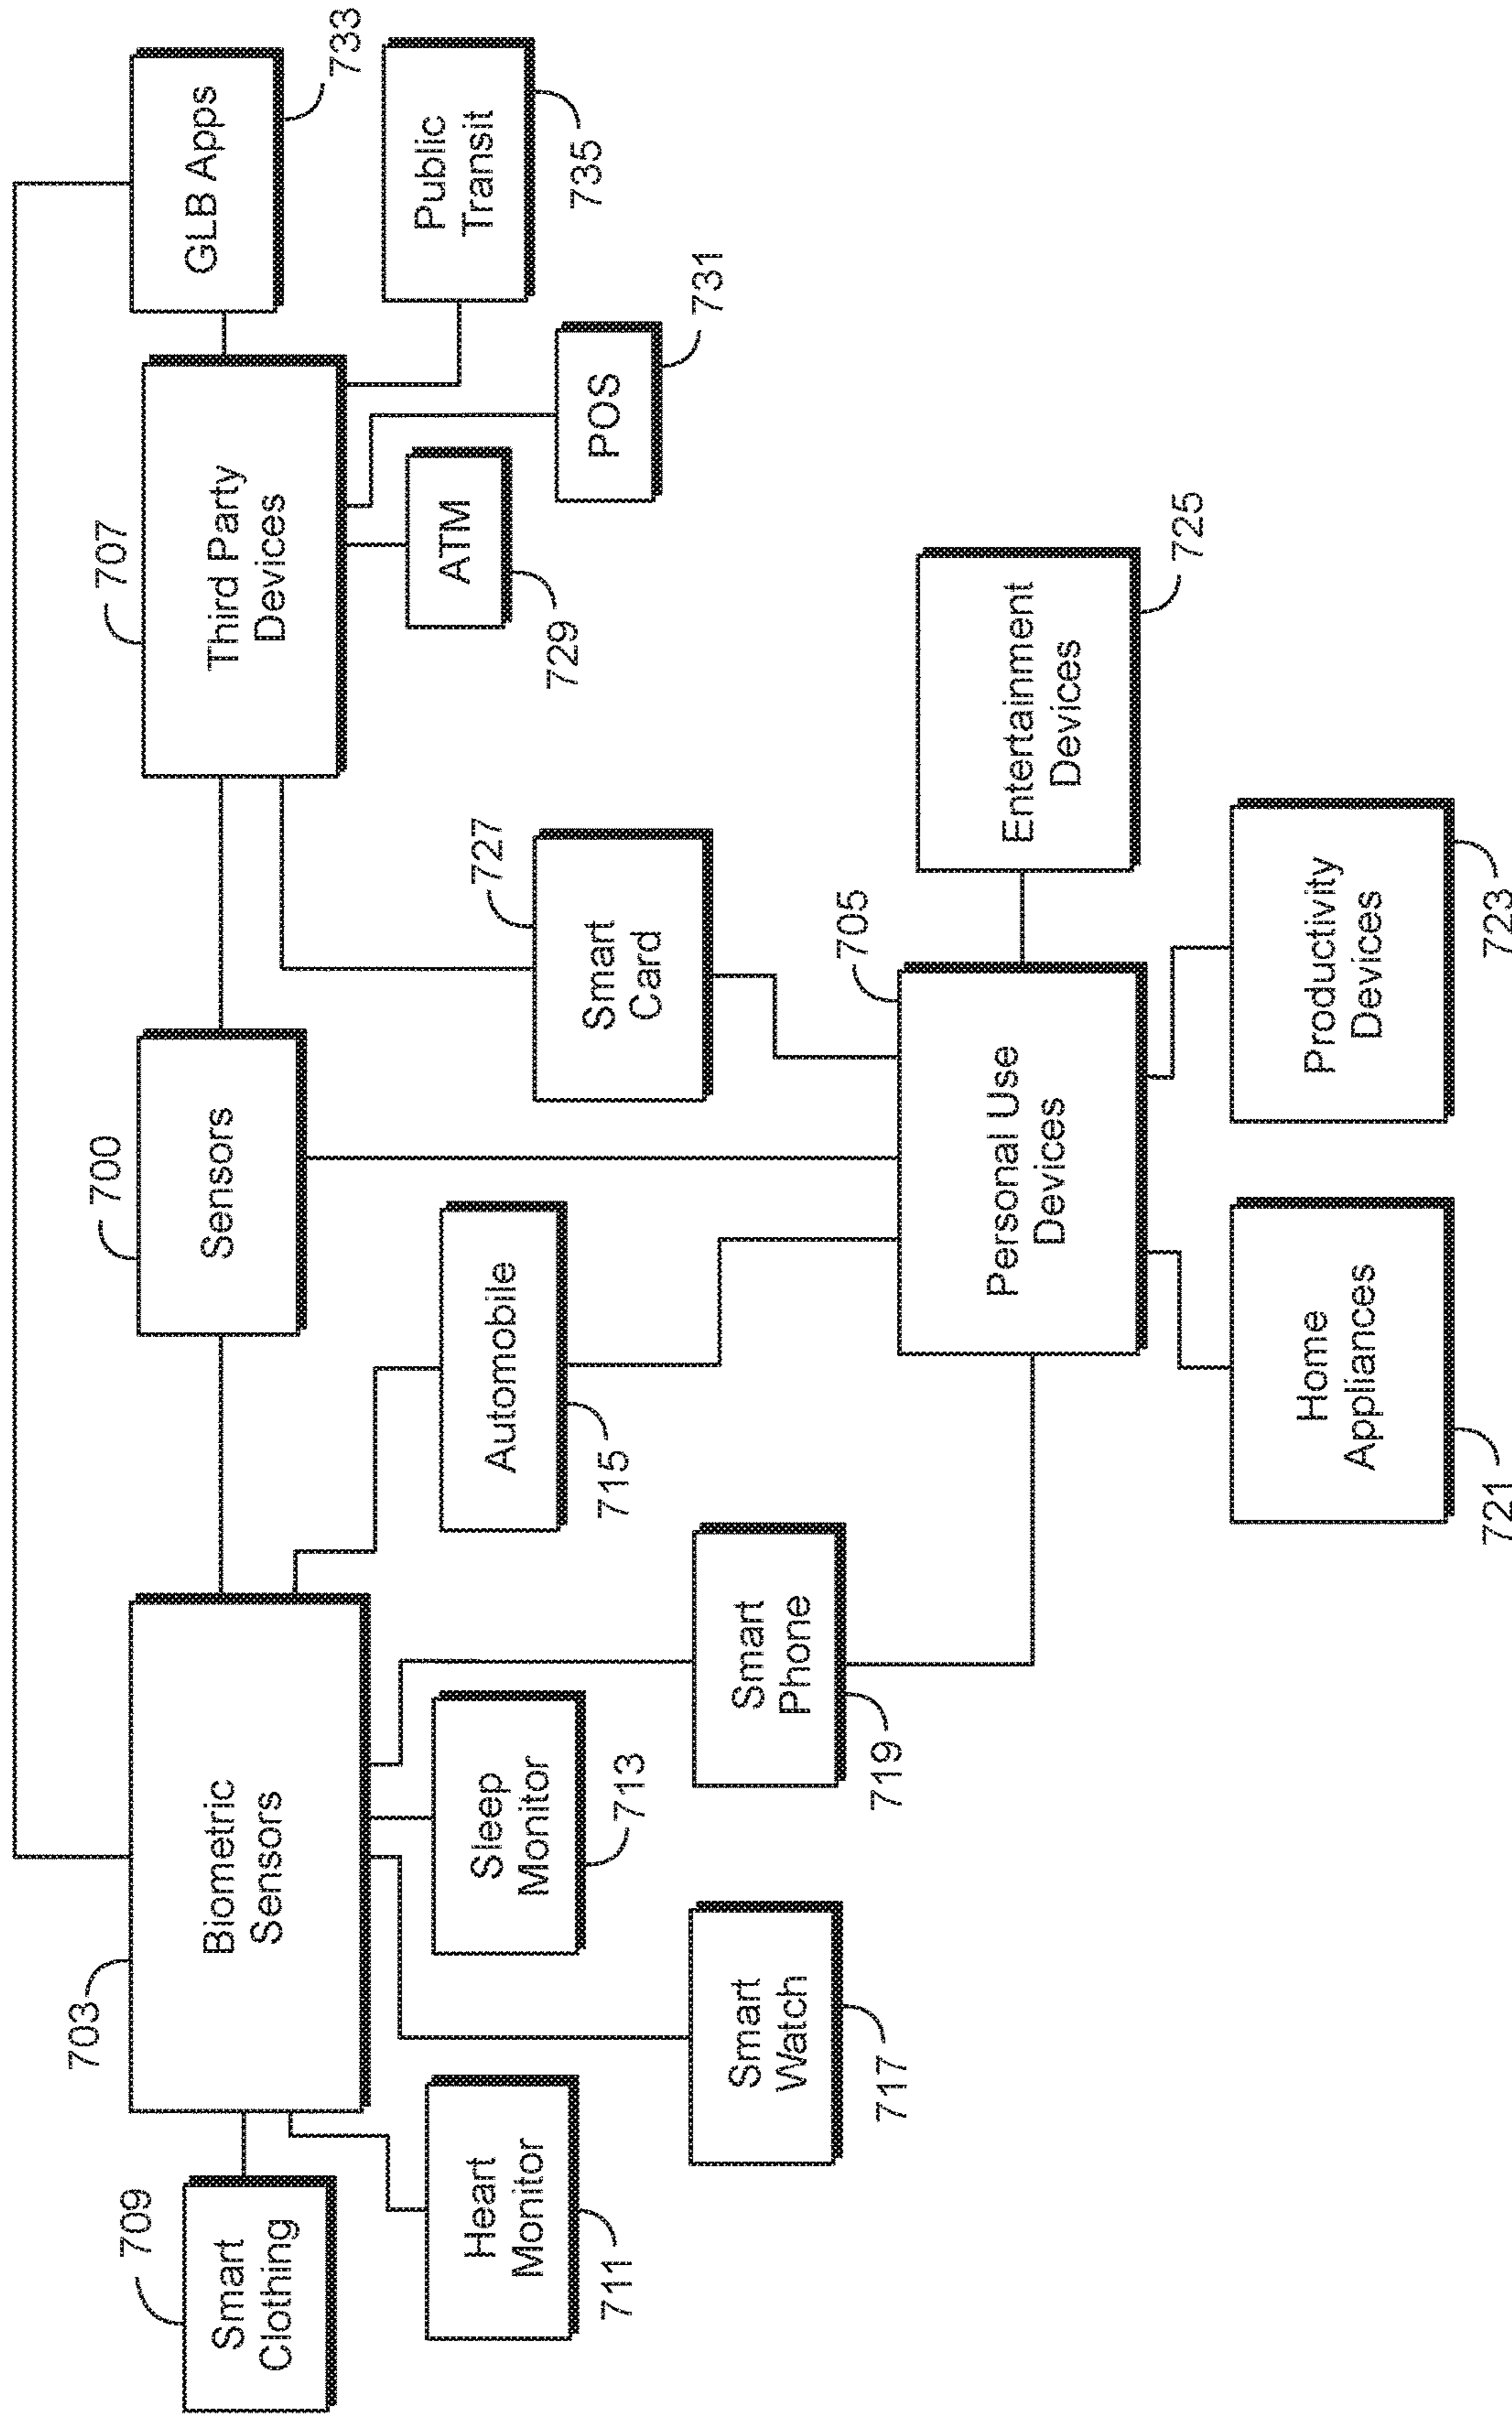 703
Biometric
Sensors
700
Sensors
707
Third Party
Devices
GLB Apps
733
709
Smart
Clothing
Heart
Monitor
711
Sleep
Monitor
713
Automobile
715
Smart
Watch
717
Smart
Phone
719
727
Smart
Card
ATM
729
POS
731
Public
Transit
735
705
Personal Use
Devices
Entertainment
Devices
725
Home
Appliances
721
Productivity
Devices
723